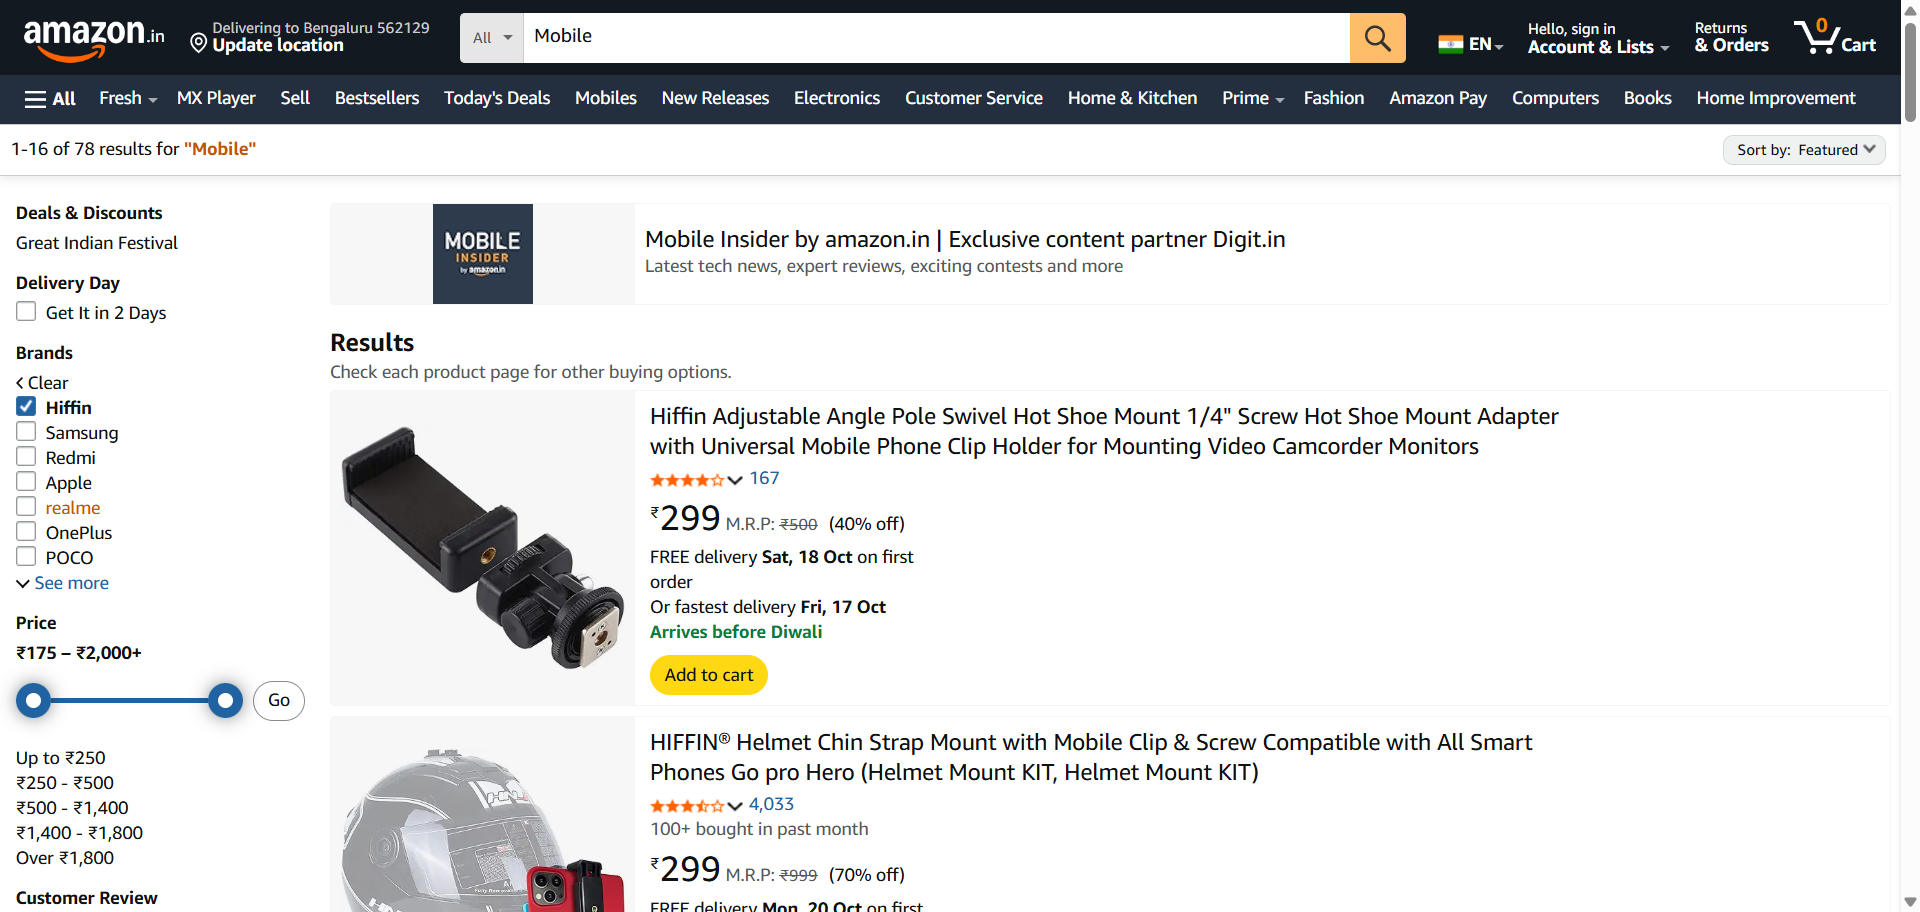 amazon.in
Delivering to Bengaluru 562129
Update location
All
Mobile
EN
Hello, sign in
Account & Lists
Returns
& Orders
0
Cart
All
Fresh
MX Player
Sell
Bestsellers
Today's Deals
Mobiles
New Releases
Electronics
Customer Service
Home & Kitchen
Prime
Fashion
Amazon Pay
Computers
Books
Home Improvement
1-16 of 78 results for "Mobile"
Sort by: Featured
Deals & Discounts
Great Indian Festival
Delivery Day
Get It in 2 Days
Brands
Clear
Hiffin
Samsung
Redmi
Apple
realme
OnePlus
POCO
See more
Price
₹175 – ₹2,000+
Go
Up to ₹250
₹250 - ₹500
₹500 - ₹1,400
₹1,400 - ₹1,800
Over ₹1,800
Customer Review
MOBILE
INSIDER
by amazon.in
Mobile Insider by amazon.in | Exclusive content partner Digit.in
Latest tech news, expert reviews, exciting contests and more
Results
Check each product page for other buying options.
Hiffin Adjustable Angle Pole Swivel Hot Shoe Mount 1/4" Screw Hot Shoe Mount Adapter
with Universal Mobile Phone Clip Holder for Mounting Video Camcorder Monitors
167
₹299 M.R.P: ₹500 (40% off)
FREE delivery Sat, 18 Oct on first
order
Or fastest delivery Fri, 17 Oct
Arrives before Diwali
Add to cart
HIFFIN® Helmet Chin Strap Mount with Mobile Clip & Screw Compatible with All Smart
Phones Go pro Hero (Helmet Mount KIT, Helmet Mount KIT)
4,033
100+ bought in past month
₹299 M.R.P: ₹999 (70% off)
FREE delivery Mon, 20 Oct on first